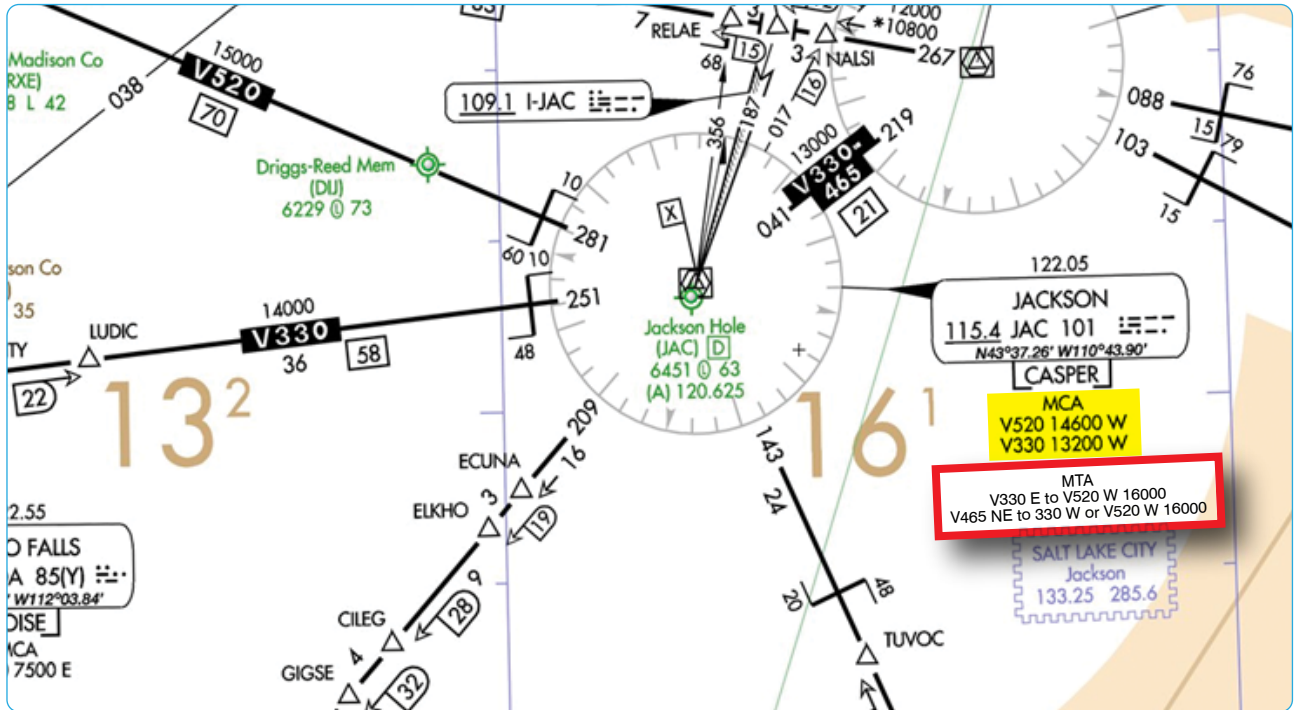 7
RELAE
3
12000
*10800
267
NALSI
3
15
68
16
Madison Co
RXE)
8 L 42
038
15000
V520
70
109.1 I-JAC
356
187
017
13000
V330-
465
219
041
21
088
76
15
79
103
15
Driggs-Reed Mem
(DIJ)
6229 L 73
10
281
60
10
X
251
48
son Co
)
35
TY
LUDIC
22
14000
V330
36
58
13²
Jackson Hole
(JAC) D
6451 L 63
(A) 120.625
122.05
JACKSON
115.4 JAC 101
N43°37.26' W110°43.90'
CASPER
MCA
V520 14600 W
V330 13200 W
MTA
V330 E to V520 W 16000
V465 NE to 330 W or V520 W 16000
SALT LAKE CITY
Jackson
133.25 285.6
16¹
209
16
ECUNA
3
ELKHO
19
9
28
CILEG
4
GIGSE
32
143
24
20
48
TUVOC
2.55
O FALLS
A 85(Y)
' W112°03.84'
OISE
MCA
7500 E